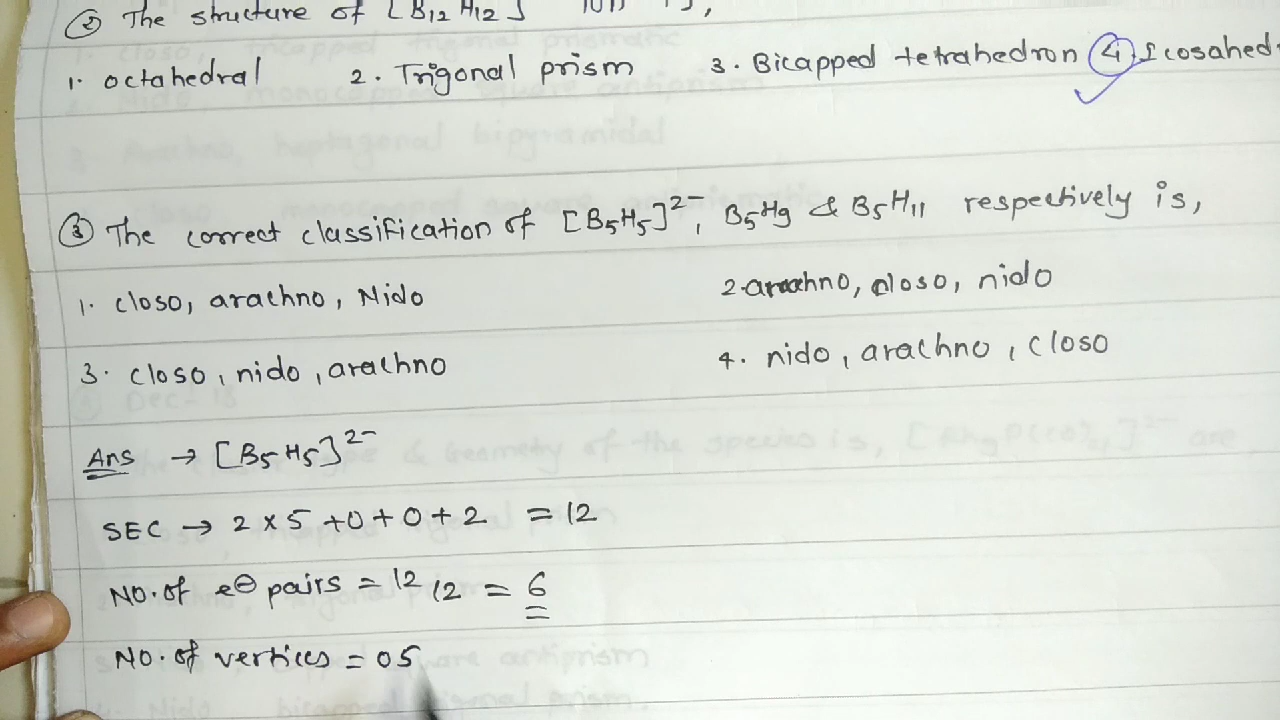 ② The structure of [B12 H12]
1. octahedral 2. Trigonal prism 3. Bicapped tetrahedron ④ Icosahed
③ The correct classification of [B5H5]²⁻, B5H9 & B5H11 respectively is,
1. closo, arachno, Nido 2. arachno, closo, nido
3. closo, nido, arachno 4. nido, arachno, closo
Ans → [B5H5]²⁻
SEC → 2 × 5 + 0 + 0 + 2 = 12
No. of e⊖ pairs = 12/2 = 6
No. of vertices = 05